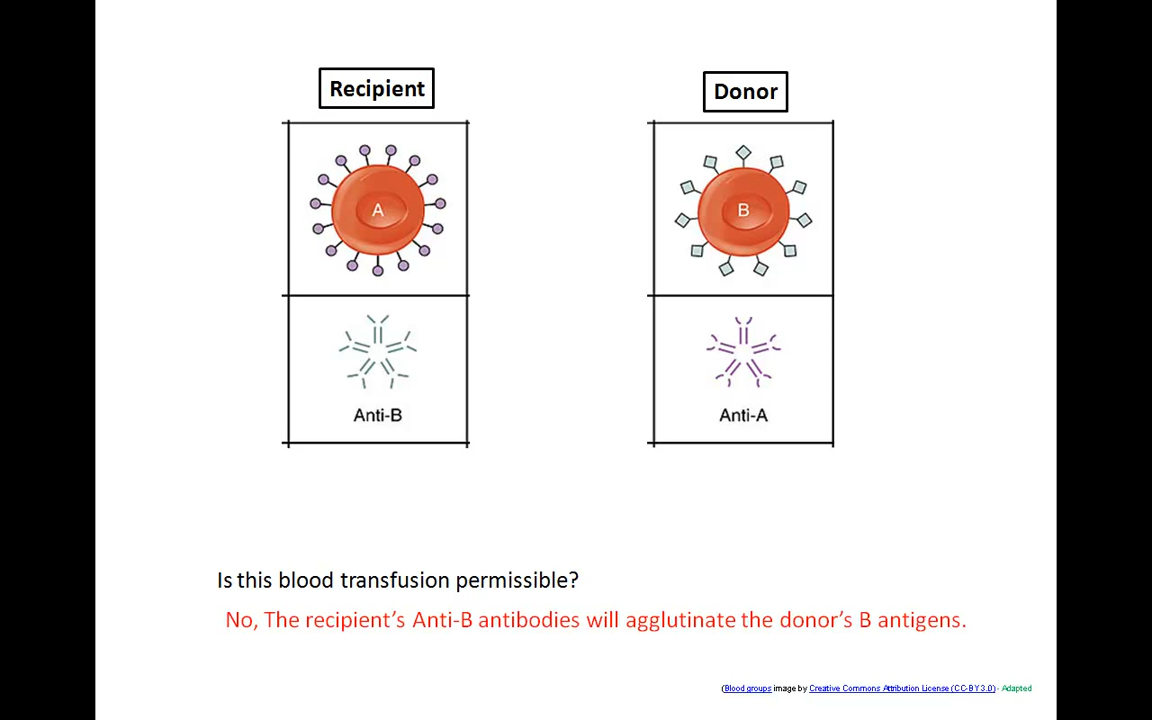 Recipient
Donor
A
B
Anti-B
Anti-A
Is this blood transfusion permissible?
No, The recipient’s Anti-B antibodies will agglutinate the donor’s B antigens.
(Blood groups image by Creative Commons Attribution License (CC-BY 3.0) - Adapted